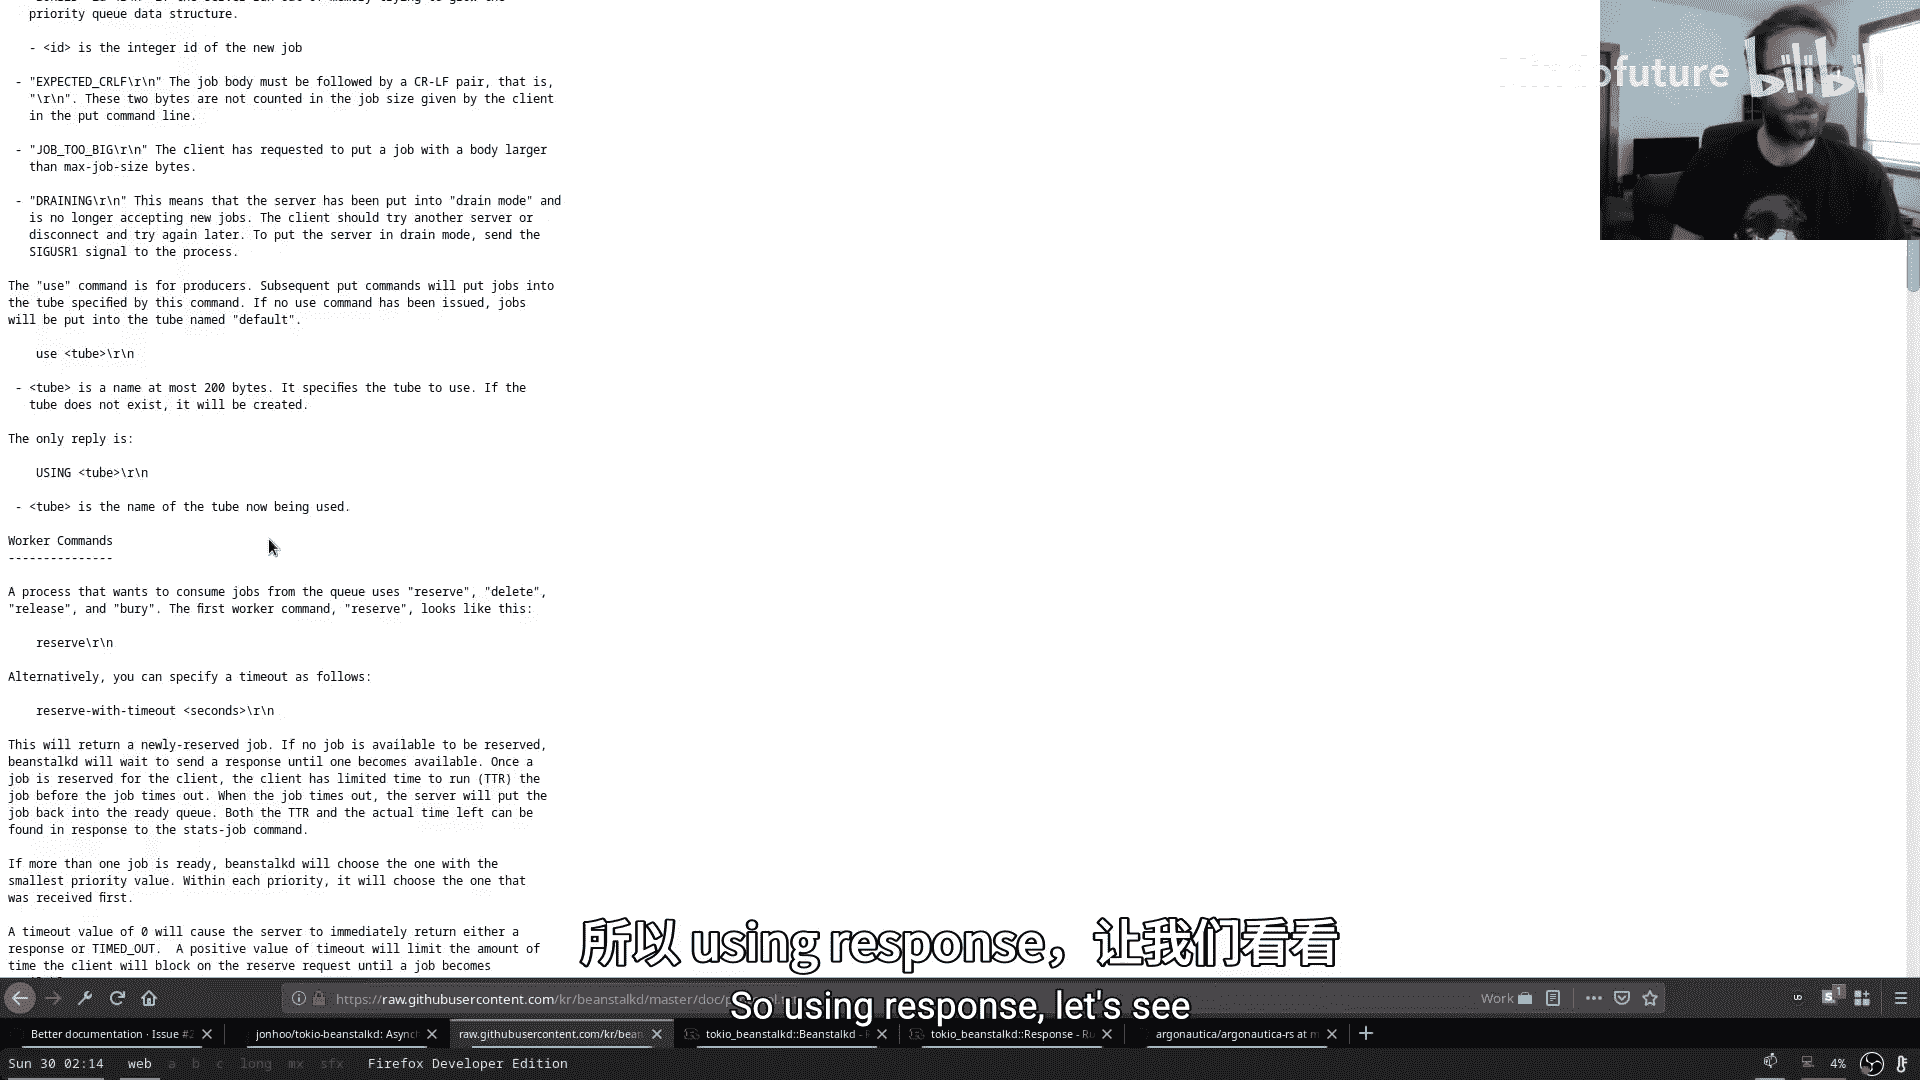 priority queue data structure.
- <id> is the integer id of the new job
- "EXPECTED_CRLF\r\n" The job body must be followed by a CR-LF pair, that is,
"\r\n". These two bytes are not counted in the job size given by the client
in the put command line.
- "JOB_TOO_BIG\r\n" The client has requested to put a job with a body larger
than max-job-size bytes.
- "DRAINING\r\n" This means that the server has been put into "drain mode" and
is no longer accepting new jobs. The client should try another server or
disconnect and try again later. To put the server in drain mode, send the
SIGUSR1 signal to the process.
The "use" command is for producers. Subsequent put commands will put jobs into
the tube specified by this command. If no use command has been issued, jobs
will be put into the tube named "default".
use <tube>\r\n
- <tube> is a name at most 200 bytes. It specifies the tube to use. If the
tube does not exist, it will be created.
The only reply is:
USING <tube>\r\n
- <tube> is the name of the tube now being used.
Worker Commands
---------------
A process that wants to consume jobs from the queue uses "reserve", "delete",
"release", and "bury". The first worker command, "reserve", looks like this:
reserve\r\n
Alternatively, you can specify a timeout as follows:
reserve-with-timeout <seconds>\r\n
This will return a newly-reserved job. If no job is available to be reserved,
beanstalkd will wait to send a response until one becomes available. Once a
job is reserved for the client, the client has limited time to run (TTR) the
job before the job times out. When the job times out, the server will put the
job back into the ready queue. Both the TTR and the actual time left can be
found in response to the stats-job command.
If more than one job is ready, beanstalkd will choose the one with the
smallest priority value. Within each priority, it will choose the one that
was received first.
A timeout value of 0 will cause the server to immediately return either a
response or TIMED_OUT.  A positive value of timeout will limit the amount of
time the client will block on the reserve request until a job becomes
ofuture bilibili
所以 using response，让我们看看
So using response, let's see
https://raw.githubusercontent.com/kr/beanstalkd/master/doc/p
Work
Better documentation · Issue #
jonhoo/tokio-beanstalkd: Async
raw.githubusercontent.com/kr/bean
tokio_beanstalkd::Beanstalkd -
tokio_beanstalkd::Response - Ru
argonautica/argonautica-rs at m
Sun 30 02:14 web a b c long mx sfx Firefox Developer Edition 4%